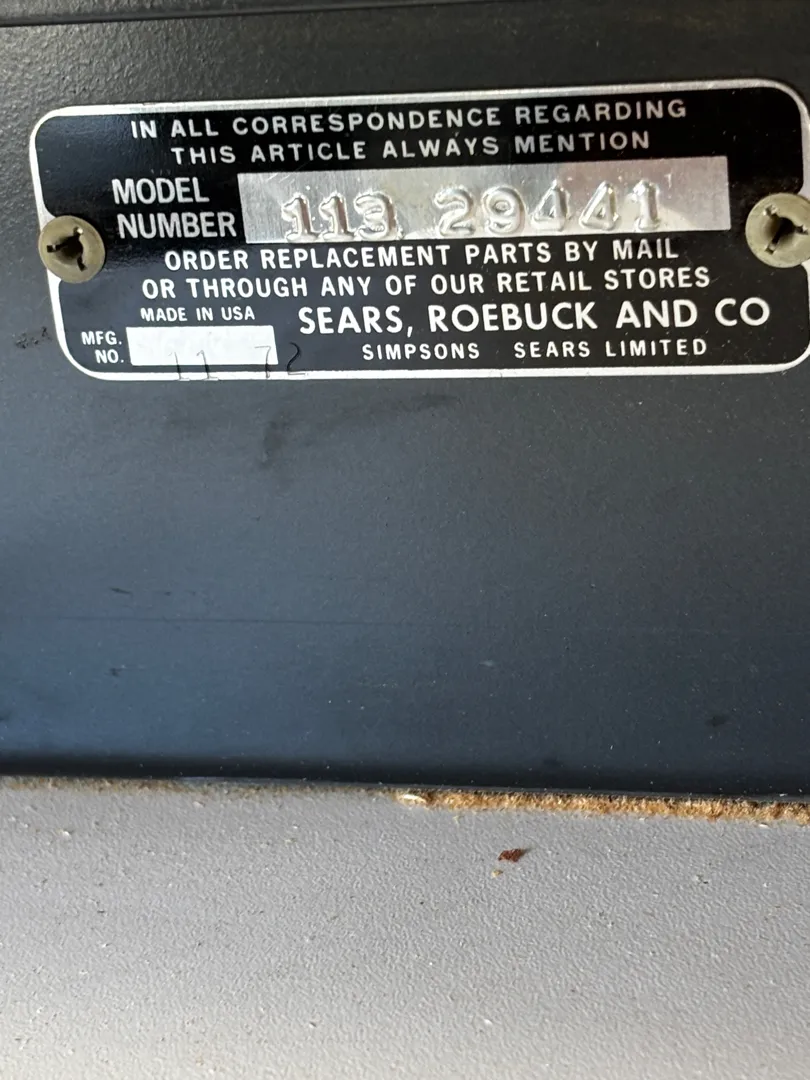 IN ALL CORRESPONDENCE REGARDING
THIS ARTICLE ALWAYS MENTION
MODEL
NUMBER 113 29441
ORDER REPLACEMENT PARTS BY MAIL
OR THROUGH ANY OF OUR RETAIL STORES
MADE IN USA SEARS, ROEBUCK AND CO
MFG.
NO. 11 72 SIMPSONS SEARS LIMITED